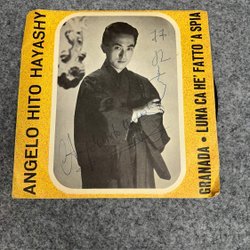 ANGELO HITO HAYASHY
GRANADA • LUNA CA HE' FATTO 'A SPIA